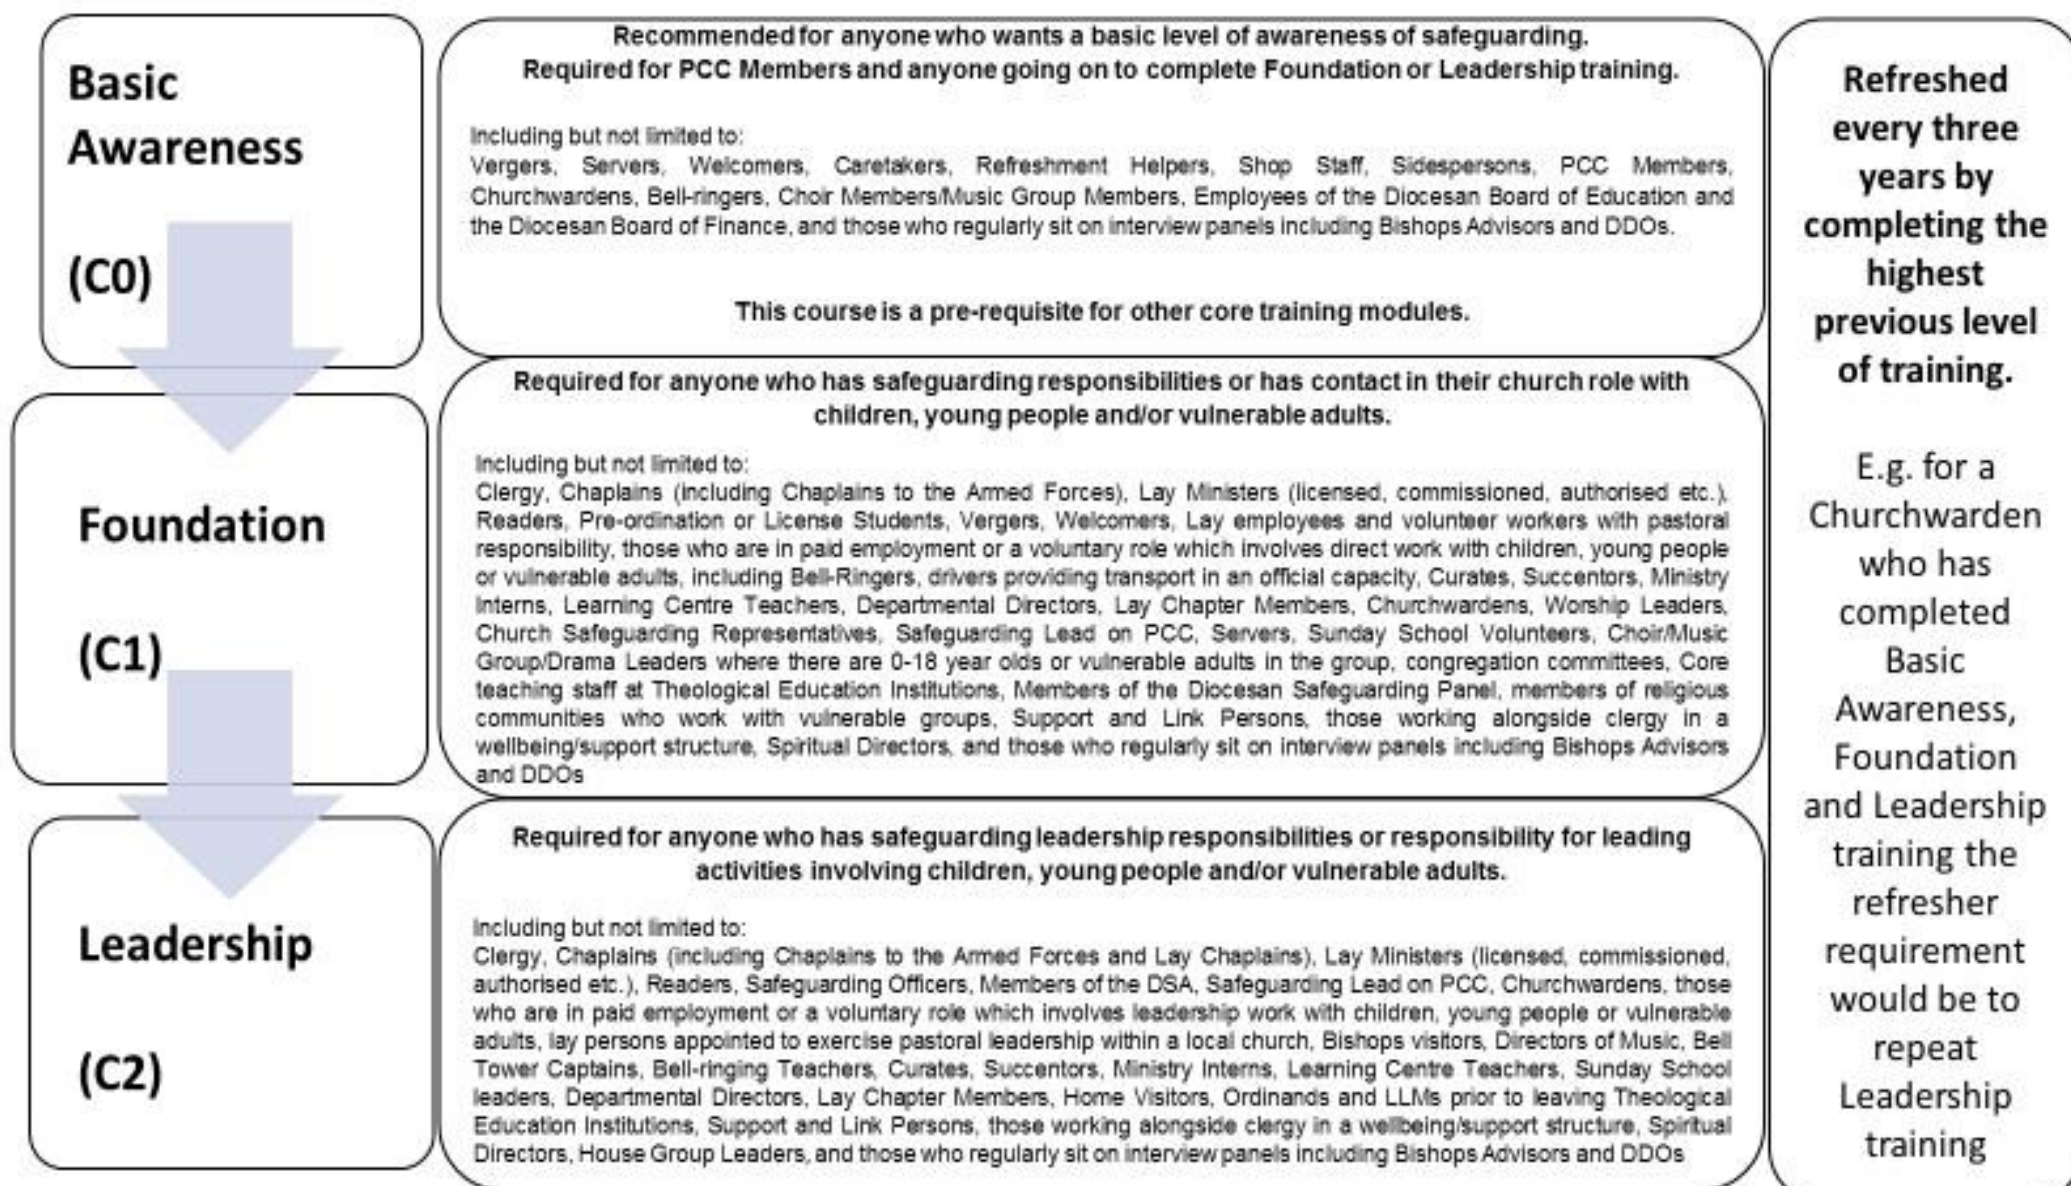 Basic
Awareness
(C0)
Recommended for anyone who wants a basic level of awareness of safeguarding.
Required for PCC Members and anyone going on to complete Foundation or Leadership training.
Including but not limited to:
Vergers, Servers, Welcomers, Caretakers, Refreshment Helpers, Shop Staff, Sidespersons, PCC Members,
Churchwardens, Bell-ringers, Choir Members/Music Group Members, Employees of the Diocesan Board of Education and
the Diocesan Board of Finance, and those who regularly sit on interview panels including Bishops Advisors and DDOs.
This course is a pre-requisite for other core training modules.
Foundation
(C1)
Required for anyone who has safeguarding responsibilities or has contact in their church role with
children, young people and/or vulnerable adults.
Including but not limited to:
Clergy, Chaplains (including Chaplains to the Armed Forces), Lay Ministers (licensed, commissioned, authorised etc.),
Readers, Pre-ordination or License Students, Vergers, Welcomers, Lay employees and volunteer workers with pastoral
responsibility, those who are in paid employment or a voluntary role which involves direct work with children, young people
or vulnerable adults, including Bell-Ringers, drivers providing transport in an official capacity, Curates, Succentors, Ministry
Interns, Learning Centre Teachers, Departmental Directors, Lay Chapter Members, Churchwardens, Worship Leaders,
Church Safeguarding Representatives, Safeguarding Lead on PCC, Servers, Sunday School Volunteers, Choir/Music
Group/Drama Leaders where there are 0-18 year olds or vulnerable adults in the group, congregation committees, Core
teaching staff at Theological Education Institutions, Members of the Diocesan Safeguarding Panel, members of religious
communities who work with vulnerable groups, Support and Link Persons, those working alongside clergy in a
wellbeing/support structure, Spiritual Directors, and those who regularly sit on interview panels including Bishops Advisors
and DDOs
Leadership
(C2)
Required for anyone who has safeguarding leadership responsibilities or responsibility for leading
activities involving children, young people and/or vulnerable adults.
Including but not limited to:
Clergy, Chaplains (including Chaplains to the Armed Forces and Lay Chaplains), Lay Ministers (licensed, commissioned,
authorised etc.), Readers, Safeguarding Officers, Members of the DSA, Safeguarding Lead on PCC, Churchwardens, those
who are in paid employment or a voluntary role which involves leadership work with children, young people or vulnerable
adults, lay persons appointed to exercise pastoral leadership within a local church, Bishops visitors, Directors of Music, Bell
Tower Captains, Bell-ringing Teachers, Curates, Succentors, Ministry Interns, Learning Centre Teachers, Sunday School
leaders, Departmental Directors, Lay Chapter Members, Home Visitors, Ordinands and LLMs prior to leaving Theological
Education Institutions, Support and Link Persons, those working alongside clergy in a wellbeing/support structure, Spiritual
Directors, House Group Leaders, and those who regularly sit on interview panels including Bishops Advisors and DDOs
Refreshed
every three
years by
completing the
highest
previous level
of training.
E.g. for a
Churchwarden
who has
completed
Basic
Awareness,
Foundation
and Leadership
training the
refresher
requirement
would be to
repeat
Leadership
training